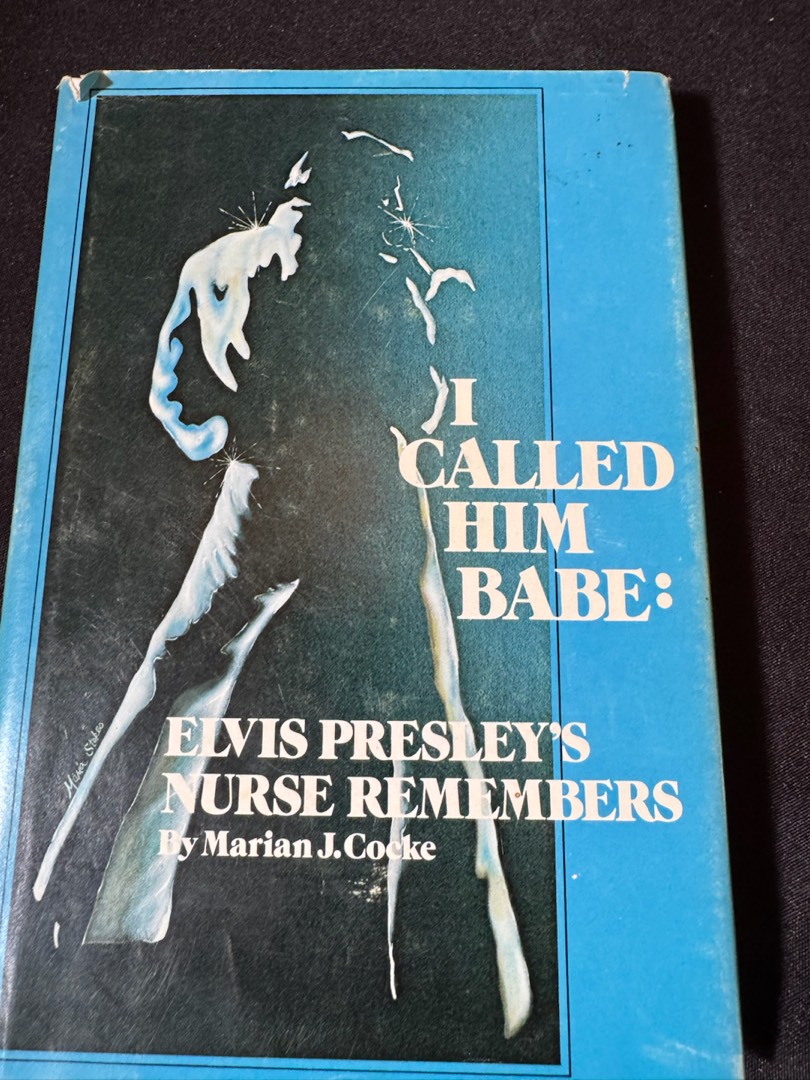 I
CALLED
HIM
BABE:
ELVIS PRESLEY'S
NURSE REMEMBERS
By Marian J. Cocke